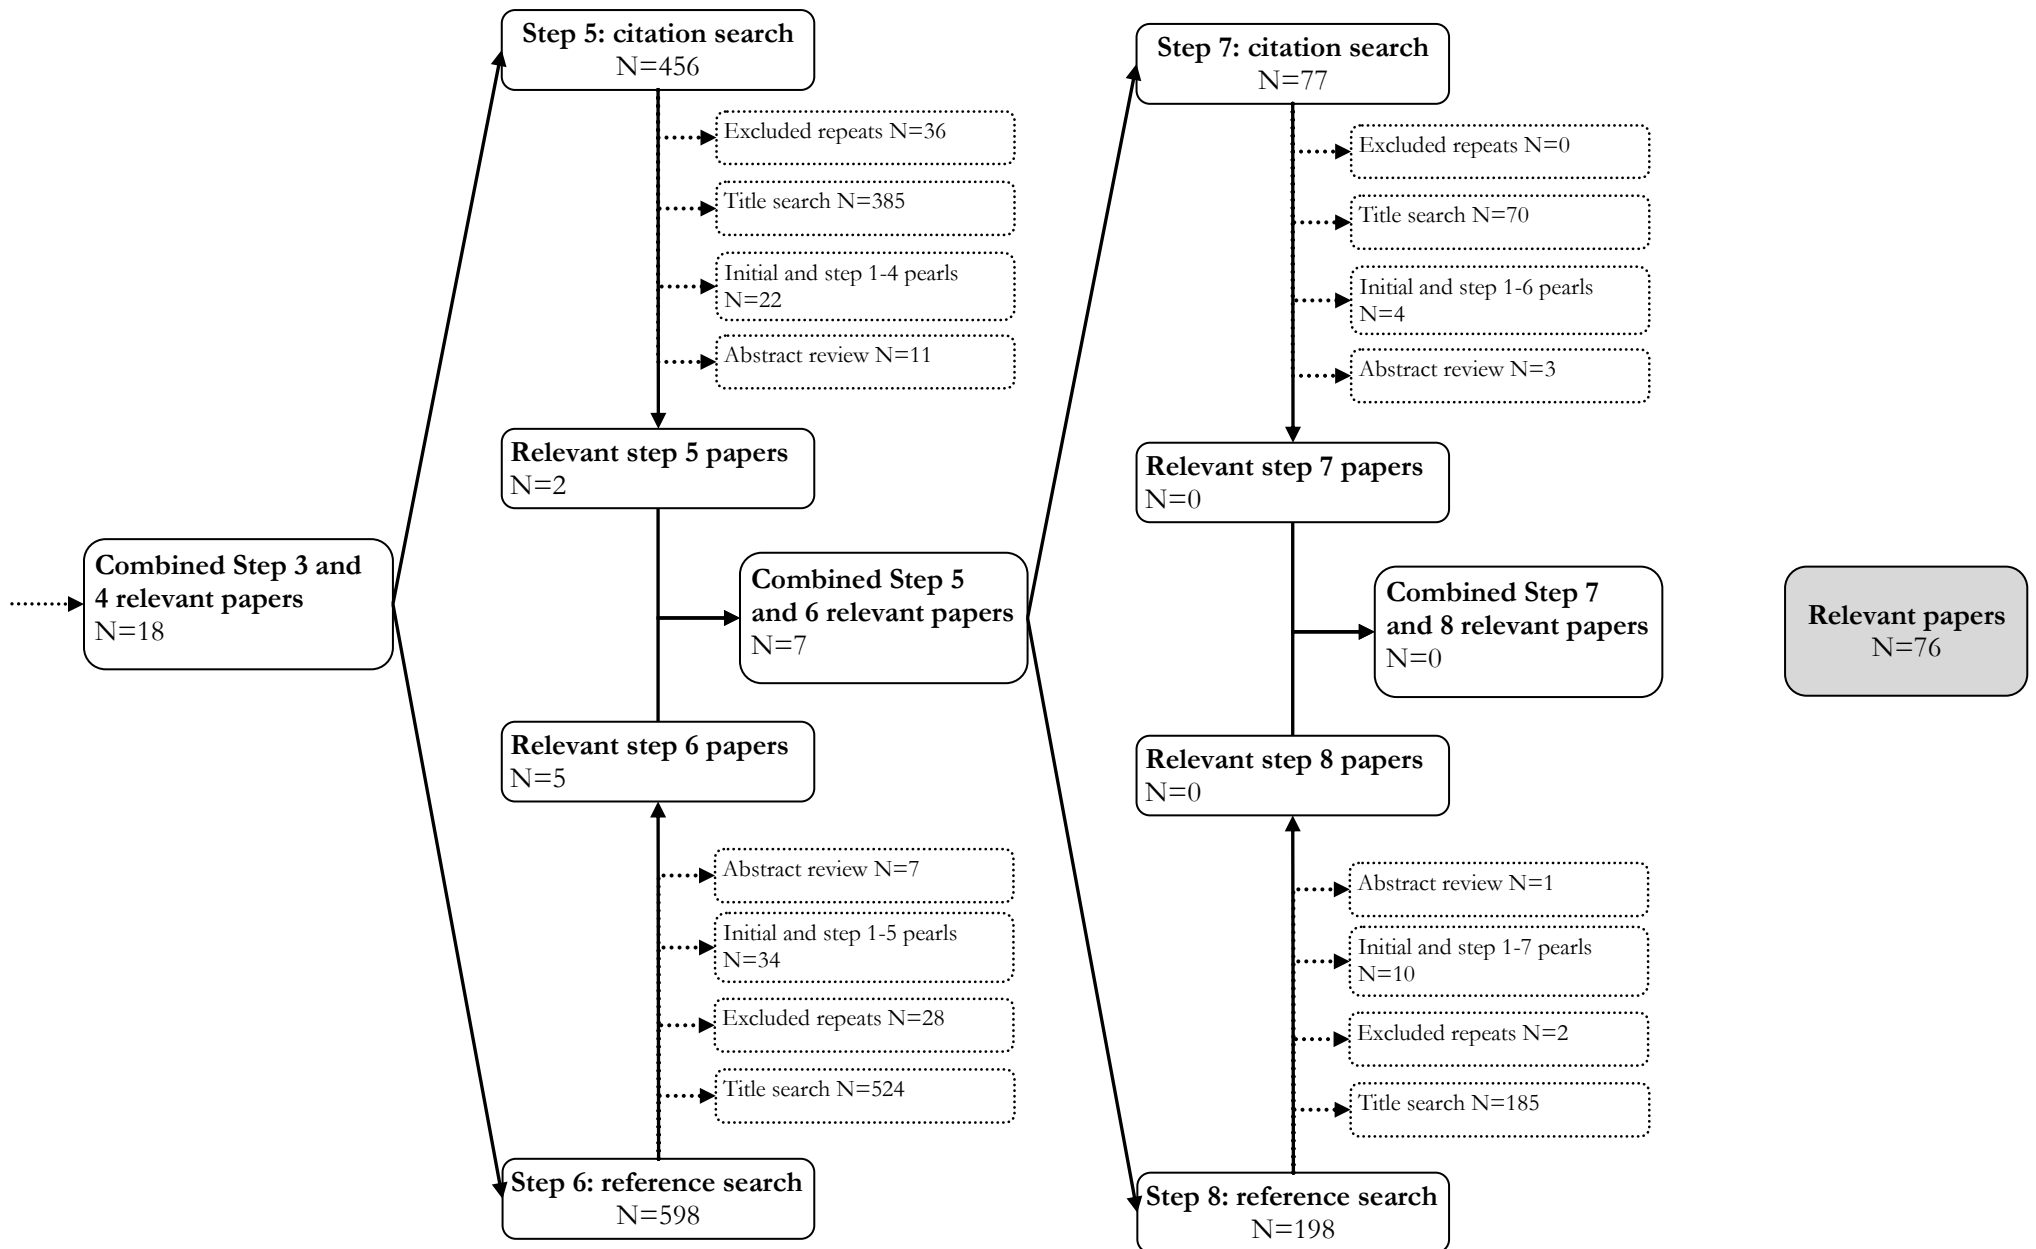 Combined Step 3 and
4 relevant papers
N=18
Step 5: citation search
N=456
Excluded repeats N=36
Title search N=385
Initial and step 1-4 pearls
N=22
Abstract review N=11
Relevant step 5 papers
N=2
Combined Step 5
and 6 relevant papers
N=7
Relevant step 6 papers
N=5
Abstract review N=7
Initial and step 1-5 pearls
N=34
Excluded repeats N=28
Title search N=524
Step 6: reference search
N=598
Step 7: citation search
N=77
Excluded repeats N=0
Title search N=70
Initial and step 1-6 pearls
N=4
Abstract review N=3
Relevant step 7 papers
N=0
Combined Step 7
and 8 relevant papers
N=0
Relevant step 8 papers
N=0
Abstract review N=1
Initial and step 1-7 pearls
N=10
Excluded repeats N=2
Title search N=185
Step 8: reference search
N=198
Relevant papers
N=76